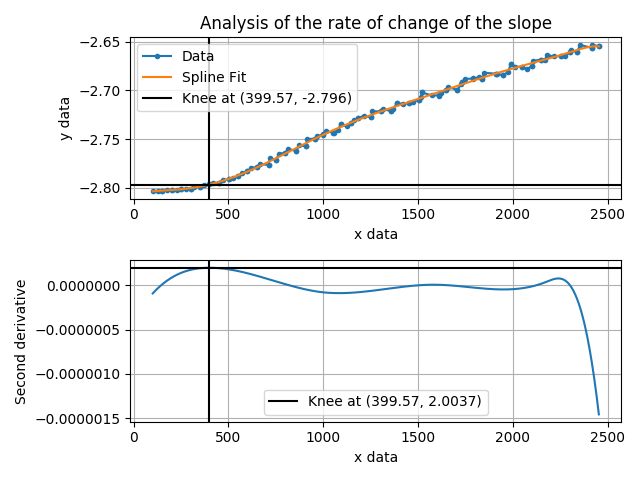 Analysis of the rate of change of the slope
y data
−2.65
−2.70
−2.75
−2.80
Data
Spline Fit
Knee at (399.57, -2.796)
0 500 1000 1500 2000 2500
x data
Second derivative
0.0000000
−0.0000005
−0.0000010
−0.0000015
Knee at (399.57, 2.0037)
0 500 1000 1500 2000 2500
x data